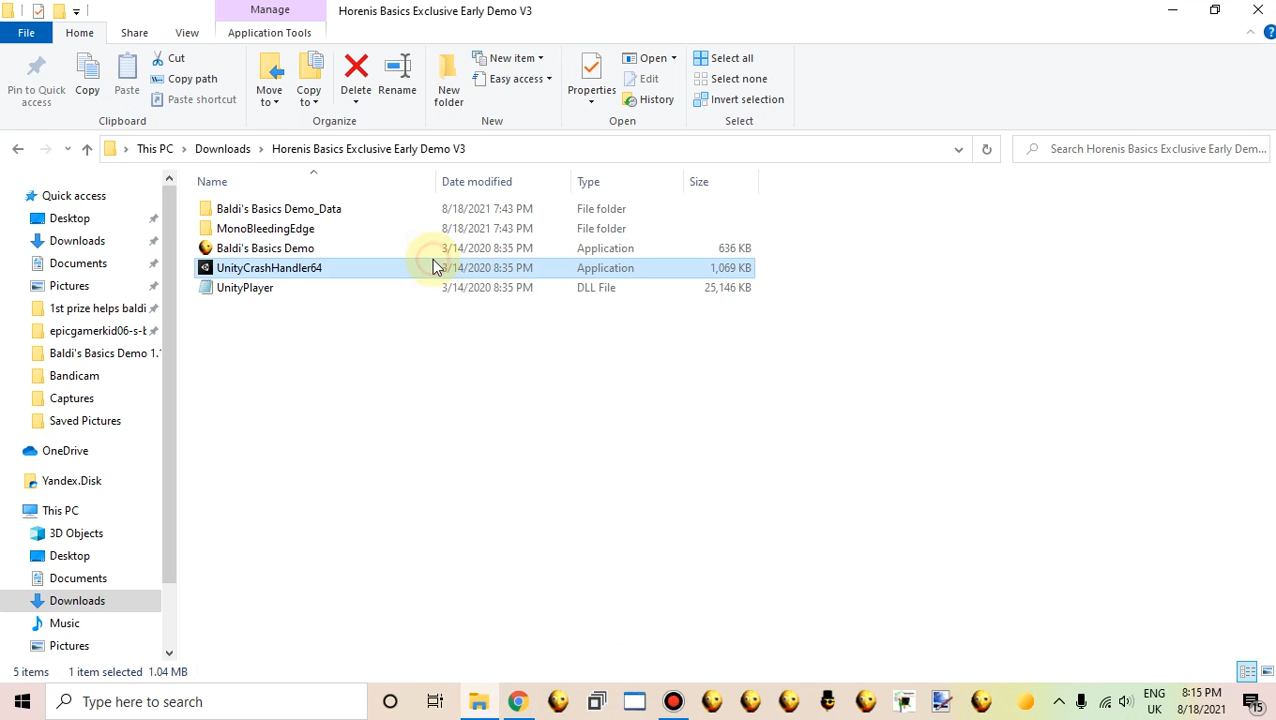 Manage
Horenis Basics Exclusive Early Demo V3
File
Home
Share
View
Application Tools
Pin to Quick access
Copy
Paste
Cut
Copy path
Paste shortcut
Clipboard
Move to
Copy to
Delete
Rename
Organize
New folder
New item
Easy access
New
Properties
Open
Edit
History
Open
Select all
Select none
Invert selection
Select
This PC > Downloads > Horenis Basics Exclusive Early Demo V3
Search Horenis Basics Exclusive Early Dem...
Name Date modified Type Size
Baldi's Basics Demo_Data 8/18/2021 7:43 PM File folder
MonoBleedingEdge 8/18/2021 7:43 PM File folder
Baldi's Basics Demo 3/14/2020 8:35 PM Application 636 KB
UnityCrashHandler64 3/14/2020 8:35 PM Application 1,069 KB
UnityPlayer 3/14/2020 8:35 PM DLL File 25,146 KB
Quick access
Desktop
Downloads
Documents
Pictures
1st prize helps baldi
epicgamerkid06-s-b
Baldi's Basics Demo 1.
Bandicam
Captures
Saved Pictures
OneDrive
Yandex.Disk
This PC
3D Objects
Desktop
Documents
Downloads
Music
Pictures
5 items 1 item selected 1.04 MB
Type here to search
ENG
UK
8:15 PM
8/18/2021
15